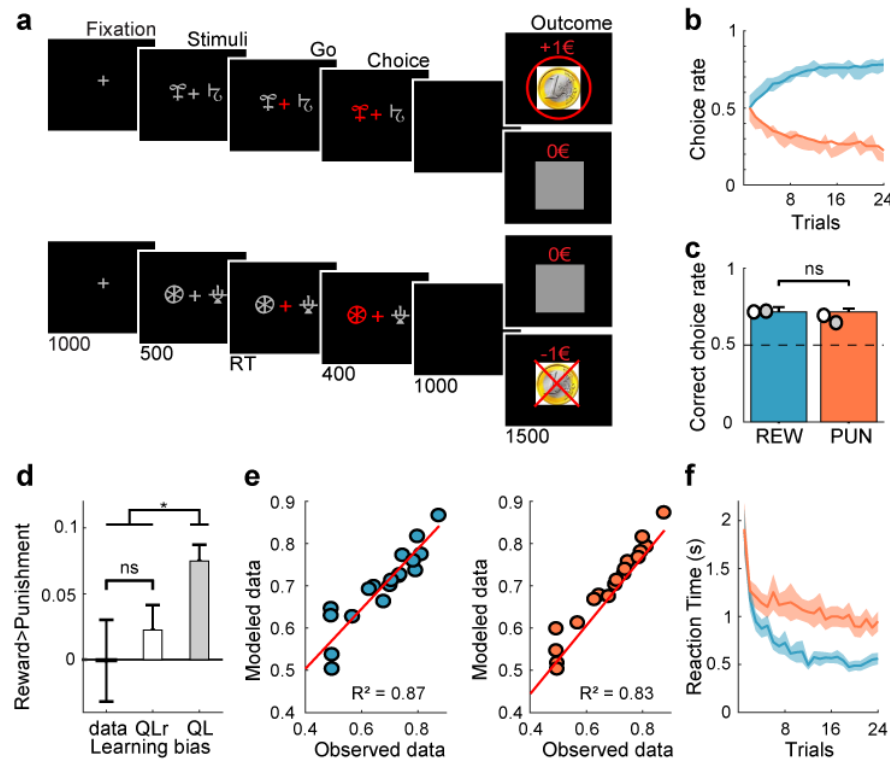 a
Fixation
Stimuli
Go
Choice
Outcome
+1€
0€
0€
-1€
1000
500
RT
400
1000
1500
b
Choice rate
1
0.5
0
8
16
24
Trials
c
ns
Correct choice rate
1
0.5
0
REW
PUN
d
*
ns
Reward>Punishment
0.1
0.05
0
data
QLr
QL
Learning bias
e
Modeled data
0.9
0.8
0.7
0.6
0.5
0.4
R² = 0.87
0.4
0.6
0.8
Observed data
Modeled data
0.9
0.8
0.7
0.6
0.5
0.4
R² = 0.83
0.4
0.6
0.8
Observed data
f
Reaction Time (s)
2
1.5
1
0.5
0
8
16
24
Trials